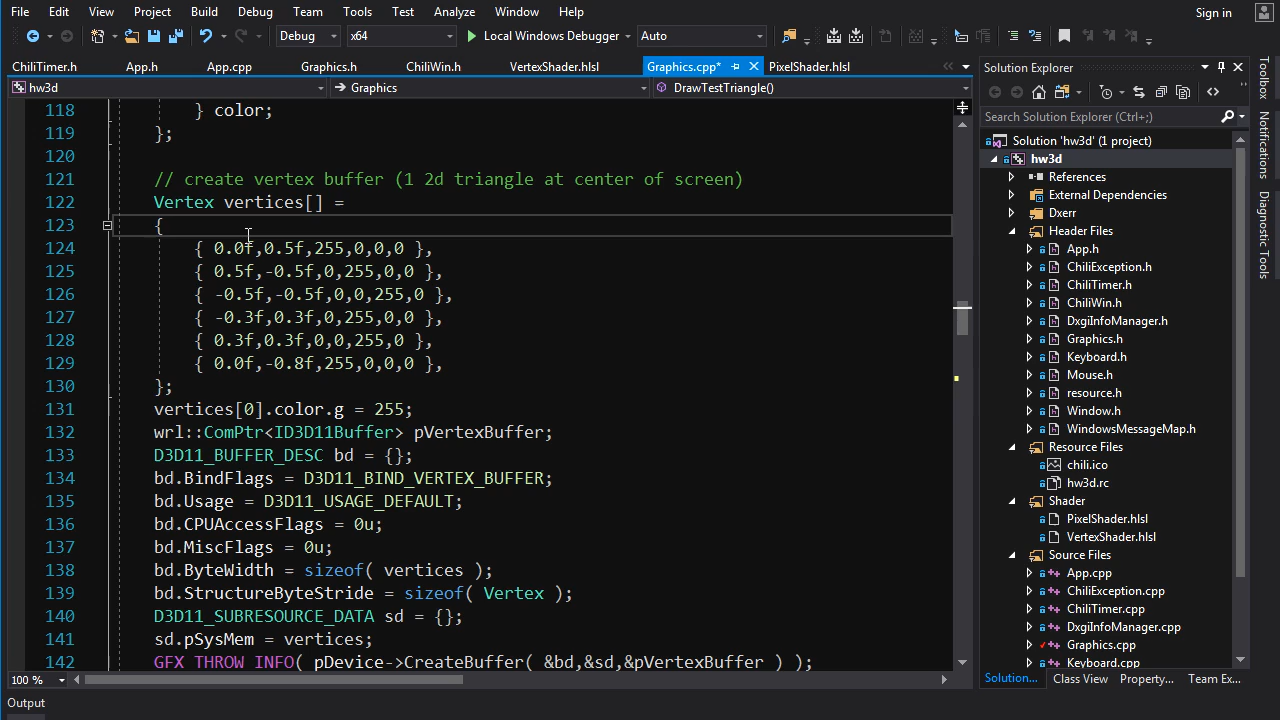 File Edit View Project Build Debug Team Tools Test Analyze Window Help
Sign in
Debug x64 Local Windows Debugger Auto
ChiliTimer.h App.h App.cpp Graphics.h ChiliWin.h VertexShader.hlsl Graphics.cpp* PixelShader.hlsl
hw3d Graphics DrawTestTriangle()
118 } color;
119 };
120
121 // create vertex buffer (1 2d triangle at center of screen)
122 Vertex vertices[] =
123 {
124 { 0.0f,0.5f,255,0,0,0 },
125 { 0.5f,-0.5f,0,255,0,0 },
126 { -0.5f,-0.5f,0,0,255,0 },
127 { -0.3f,0.3f,0,255,0,0 },
128 { 0.3f,0.3f,0,0,255,0 },
129 { 0.0f,-0.8f,255,0,0,0 },
130 };
131 vertices[0].color.g = 255;
132 wrl::ComPtr<ID3D11Buffer> pVertexBuffer;
133 D3D11_BUFFER_DESC bd = {};
134 bd.BindFlags = D3D11_BIND_VERTEX_BUFFER;
135 bd.Usage = D3D11_USAGE_DEFAULT;
136 bd.CPUAccessFlags = 0u;
137 bd.MiscFlags = 0u;
138 bd.ByteWidth = sizeof( vertices );
139 bd.StructureByteStride = sizeof( Vertex );
140 D3D11_SUBRESOURCE_DATA sd = {};
141 sd.pSysMem = vertices;
142 GFX_THROW_INFO( pDevice->CreateBuffer( &bd,&sd,&pVertexBuffer ) );
100 %
Output
Solution Explorer
Search Solution Explorer (Ctrl+;)
Solution 'hw3d' (1 project)
hw3d
References
External Dependencies
Dxerr
Header Files
App.h
ChiliException.h
ChiliTimer.h
ChiliWin.h
DxgiInfoManager.h
Graphics.h
Keyboard.h
Mouse.h
resource.h
Window.h
WindowsMessageMap.h
Resource Files
chili.ico
hw3d.rc
Shader
PixelShader.hlsl
VertexShader.hlsl
Source Files
App.cpp
ChiliException.cpp
ChiliTimer.cpp
DxgiInfoManager.cpp
Graphics.cpp
Keyboard.cpp
Solution... Class View Property... Team Ex...
Toolbox
Notifications
Diagnostic Tools